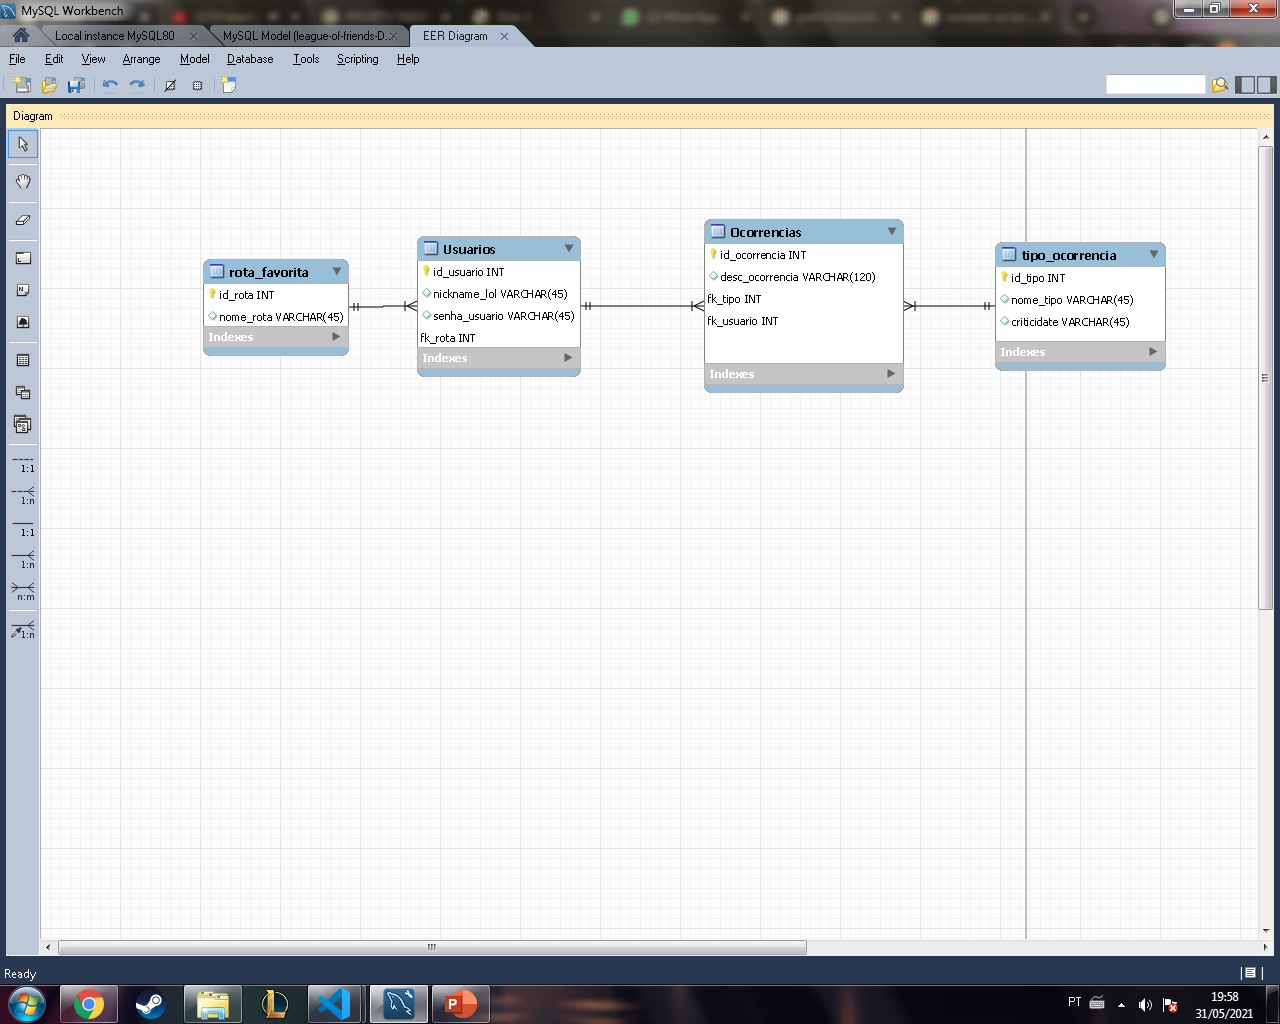 MySQL Workbench
Local instance MySQL80
MySQL Model (league-of-friends-D...
EER Diagram
File Edit View Arrange Model Database Tools Scripting Help
Diagram
rota_favorita
id_rota INT
nome_rota VARCHAR(45)
Indexes
Usuarios
id_usuario INT
nickname_lol VARCHAR(45)
senha_usuario VARCHAR(45)
fk_rota INT
Indexes
Ocorrencias
id_ocorrencia INT
desc_ocorrencia VARCHAR(120)
fk_tipo INT
fk_usuario INT
Indexes
tipo_ocorrencia
id_tipo INT
nome_tipo VARCHAR(45)
criticidate VARCHAR(45)
Indexes
1:1
1:n
1:1
1:n
n:m
1:n
Ready
PT
19:58
31/05/2021